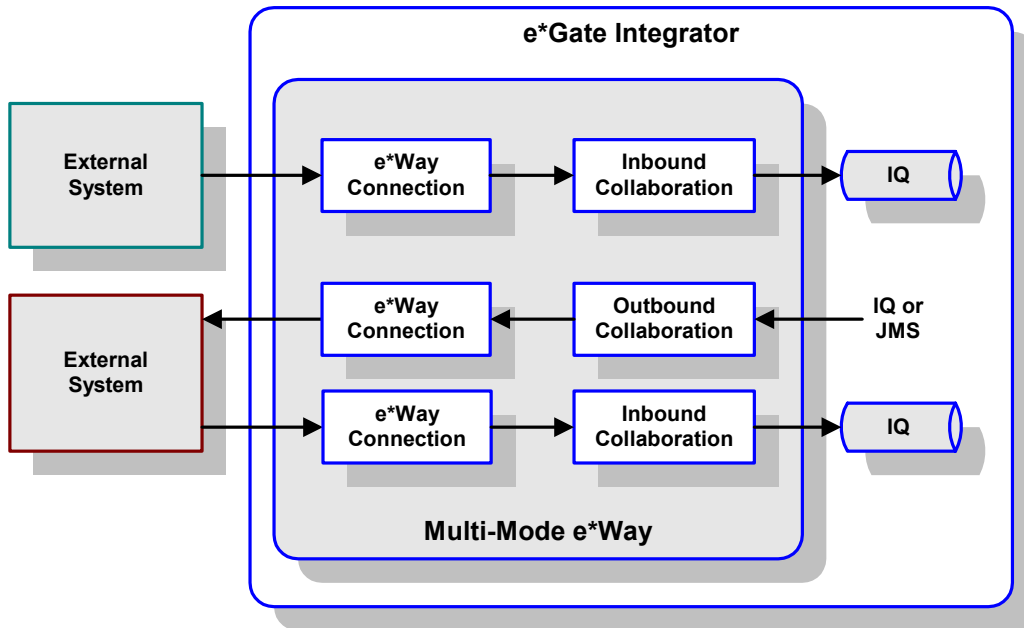 e*Gate Integrator
External
System
e*Way
Connection
Inbound
Collaboration
IQ
External
System
e*Way
Connection
Outbound
Collaboration
IQ or
JMS
e*Way
Connection
Inbound
Collaboration
IQ
Multi-Mode e*Way